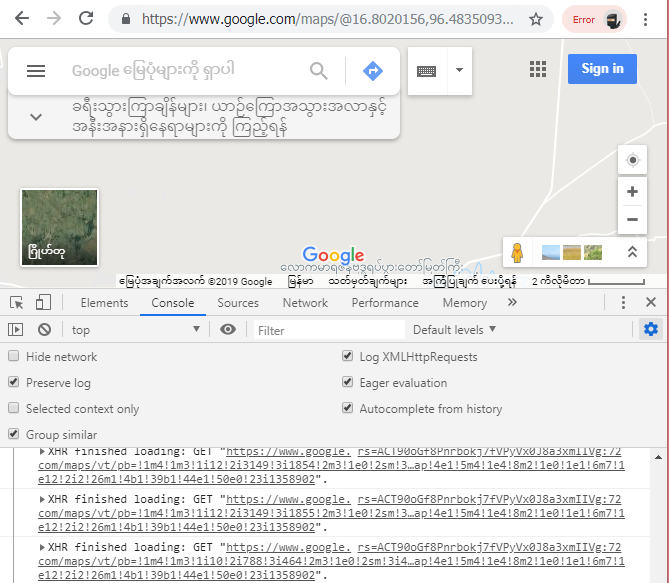 https://www.google.com/maps/@16.8020156,96.4835093...
Error
Google မြေပုံများကို ရှာပါ
Sign in
ခရီးသွားကြာချိန်များ၊ ယာဉ်ကြောအသွားအလာနှင့်
အနီးအနားရှိနေရာများကို ကြည့်ရန်
ဂြိုဟ်တု
Google
မြေပုံအချက်အလက် ©2019 Google မြန်မာ သတ်မှတ်ချက်များ အကြံပြုချက် ပေးပို့ရန် 2 ကီလိုမီတာ
Elements Console Sources Network Performance Memory »
top Filter Default levels
Hide network Log XMLHttpRequests
Preserve log Eager evaluation
Selected context only Autocomplete from history
Group similar
XHR finished loading: GET "https://www.google. rs=ACT90oGf8Pnrbokj7fVPyVx0J8a3xmIIVg:72
com/maps/vt/pb=!1m4!1m3!1i12!2i3149!3i1854!2m3!1e0!2sm!3…ap!4e1!5m4!1e4!8m2!1e0!1e1!6m7!1
e12!2i2!26m1!4b1!39b1!44e1!50e0!23i1358902".
XHR finished loading: GET "https://www.google. rs=ACT90oGf8Pnrbokj7fVPyVx0J8a3xmIIVg:72
com/maps/vt/pb=!1m4!1m3!1i12!2i3149!3i1855!2m3!1e0!2sm!3…ap!4e1!5m4!1e4!8m2!1e0!1e1!6m7!1
e12!2i2!26m1!4b1!39b1!44e1!50e0!23i1358902".
XHR finished loading: GET "https://www.google. rs=ACT90oGf8Pnrbokj7fVPyVx0J8a3xmIIVg:72
com/maps/vt/pb=!1m4!1m3!1i10!2i788!3i464!2m3!1e0!2sm!3i4…ap!4e1!5m4!1e4!8m2!1e0!1e1!6m7!1
e12!2i2!26m1!4b1!39b1!44e1!50e0!23i1358902".